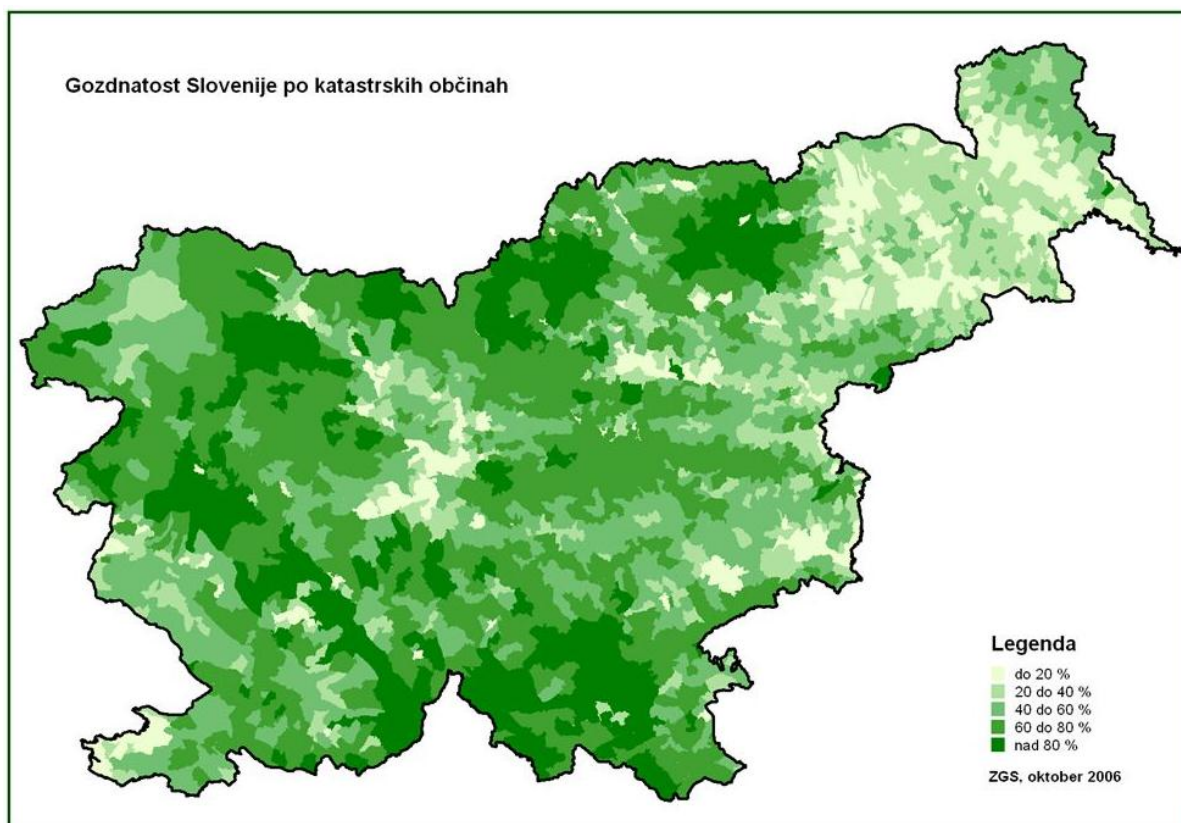 Gozdnatost Slovenije po katastrskih občinah
Legenda
do 20 %
20 do 40 %
40 do 60 %
60 do 80 %
nad 80 %
ZGS, oktober 2006